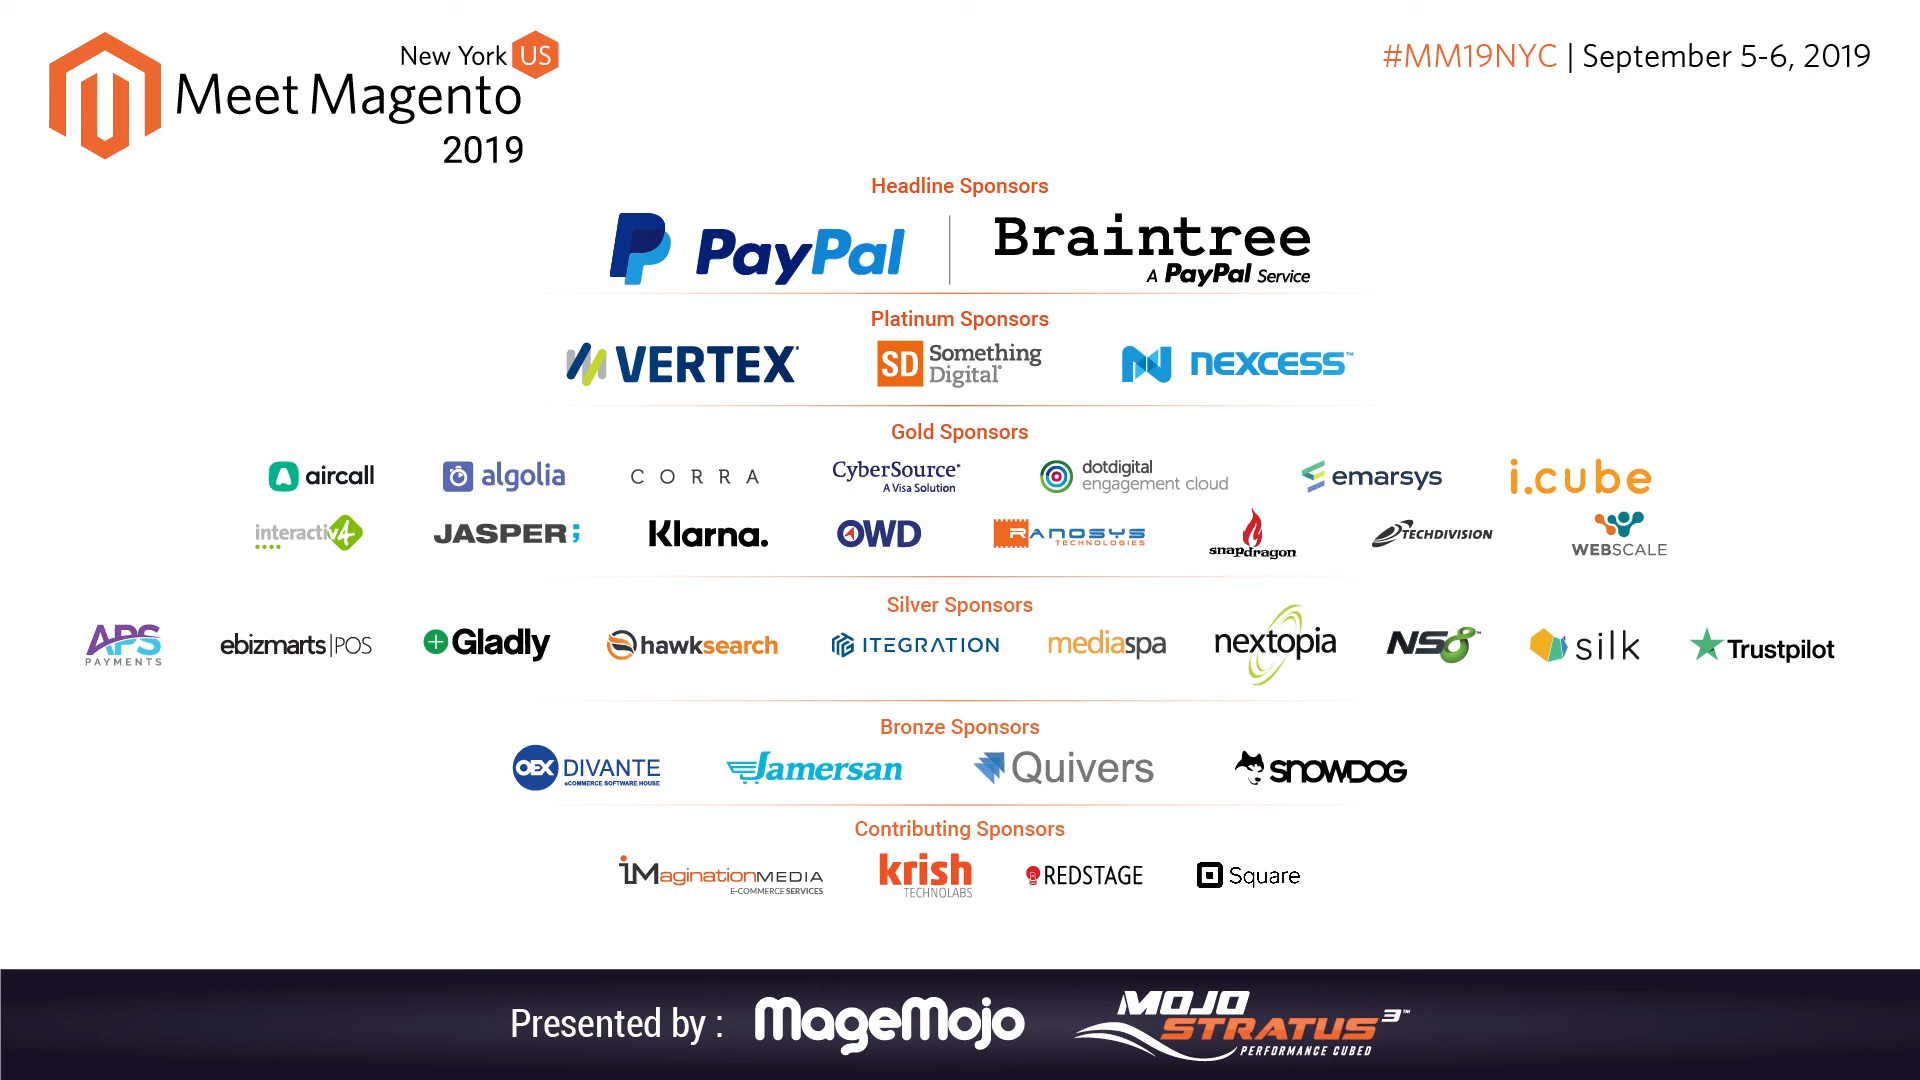 New York US
Meet Magento
2019
#MM19NYC | September 5-6, 2019
Headline Sponsors
PayPal
Braintree
A PayPal Service
Platinum Sponsors
VERTEX
SD Something
Digital
NEXCESS™
Gold Sponsors
aircall
algolia
CORRA
CyberSource
A Visa Solution
dotdigital
engagement cloud
emarsys
i.cube
interactiv4
JASPER;
Klarna.
OWD
RANOSYS
TECHNOLOGIES
snapdragon
TECHDIVISION
WEBSCALE
Silver Sponsors
APS
PAYMENTS
ebizmarts|POS
Gladly
hawksearch
ITEGRATION
mediaspa
nextopia
NS8™
silk
Trustpilot
Bronze Sponsors
OEX DIVANTE
eCOMMERCE SOFTWARE HOUSE
Jamersan
Quivers
SNOWDOG
Contributing Sponsors
iMaginationMEDIA
E-COMMERCE SERVICES
krish
TECHNOLABS
REDSTAGE
Square
Presented by :
MageMojo
MOJO
STRATUS 3™
PERFORMANCE CUBED